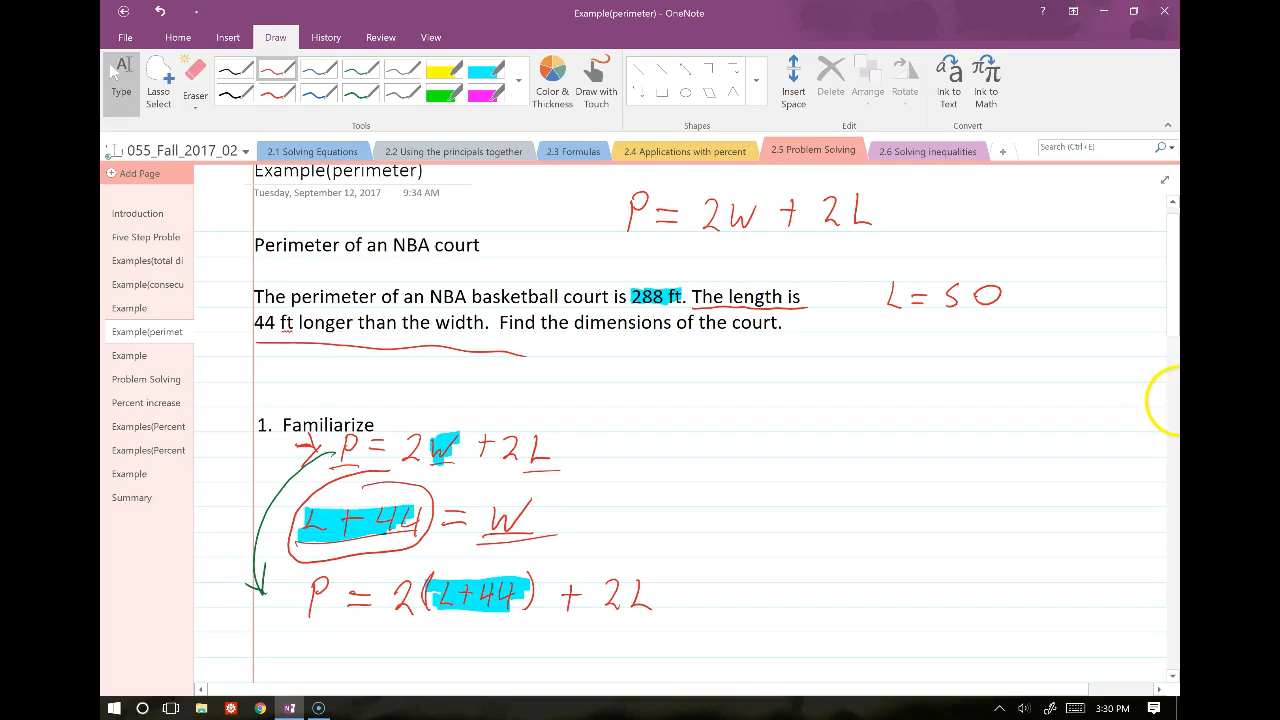 Example(perimeter) - OneNote
File Home Insert Draw History Review View
Type Lasso Select Eraser Color & Thickness Draw with Touch Insert Space Delete Arrange Rotate Ink to Text Ink to Math
Tools Shapes Edit Convert
055_Fall_2017_02 2.1 Solving Equations 2.2 Using the principals together 2.3 Formulas 2.4 Applications with percent 2.5 Problem Solving 2.6 Solving inequalities + Search (Ctrl+E)
Add Page
Introduction
Five Step Proble
Examples(total di
Example(consecu
Example
Example(perimet
Example
Problem Solving
Percent increase
Examples(Percent
Examples(Percent
Example
Summary
Example(perimeter)
Tuesday, September 12, 2017 9:34 AM
P = 2W + 2L
Perimeter of an NBA court
The perimeter of an NBA basketball court is 288 ft. The length is
44 ft longer than the width. Find the dimensions of the court.
L = 50
1. Familiarize
→ P = 2W + 2L
L + 44 = W
P = 2(L+44) + 2L
3:30 PM